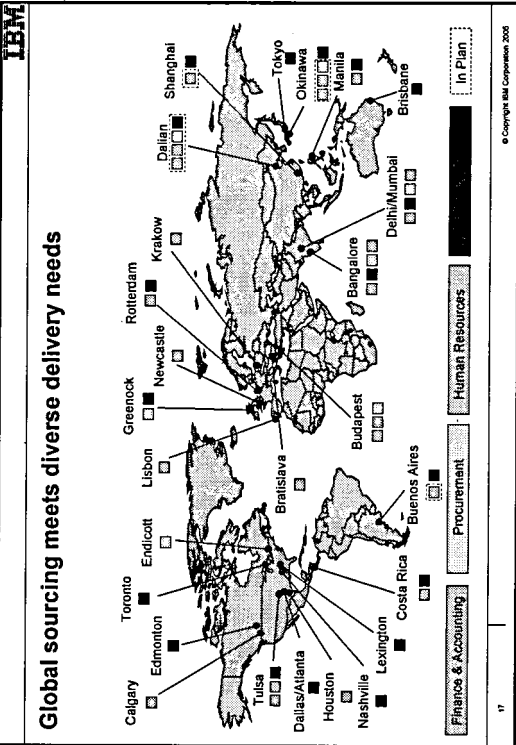 IBM
Global sourcing meets diverse delivery needs
Calgary
Edmonton
Toronto
Endicott
Lisbon
Greenock
Newcastle
Rotterdam
Krakow
Dalian
Shanghai
Tokyo
Okinawa
Manila
Brisbane
Delhi/Mumbai
Bangalore
Budapest
Bratislava
Buenos Aires
Costa Rica
Lexington
Nashville
Houston
Dallas/Atlanta
Tulsa
Finance & Accounting
Procurement
Human Resources
In Plan
17
© Copyright IBM Corporation 2005